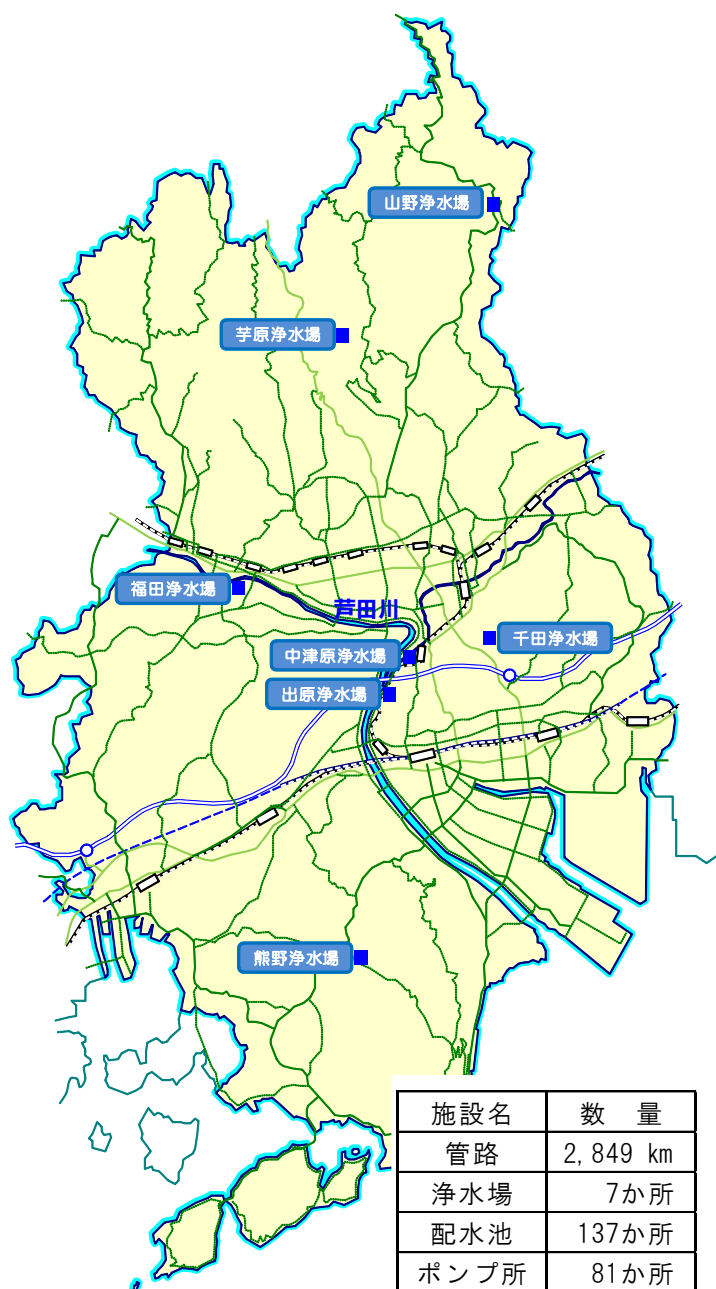 山野浄水場
芋原浄水場
福田浄水場
芦田川
千田浄水場
中津原浄水場
出原浄水場
熊野浄水場
施設名 数 量
管路 2,849 km
浄水場 7か所
配水池 137か所
ポンプ所 81か所